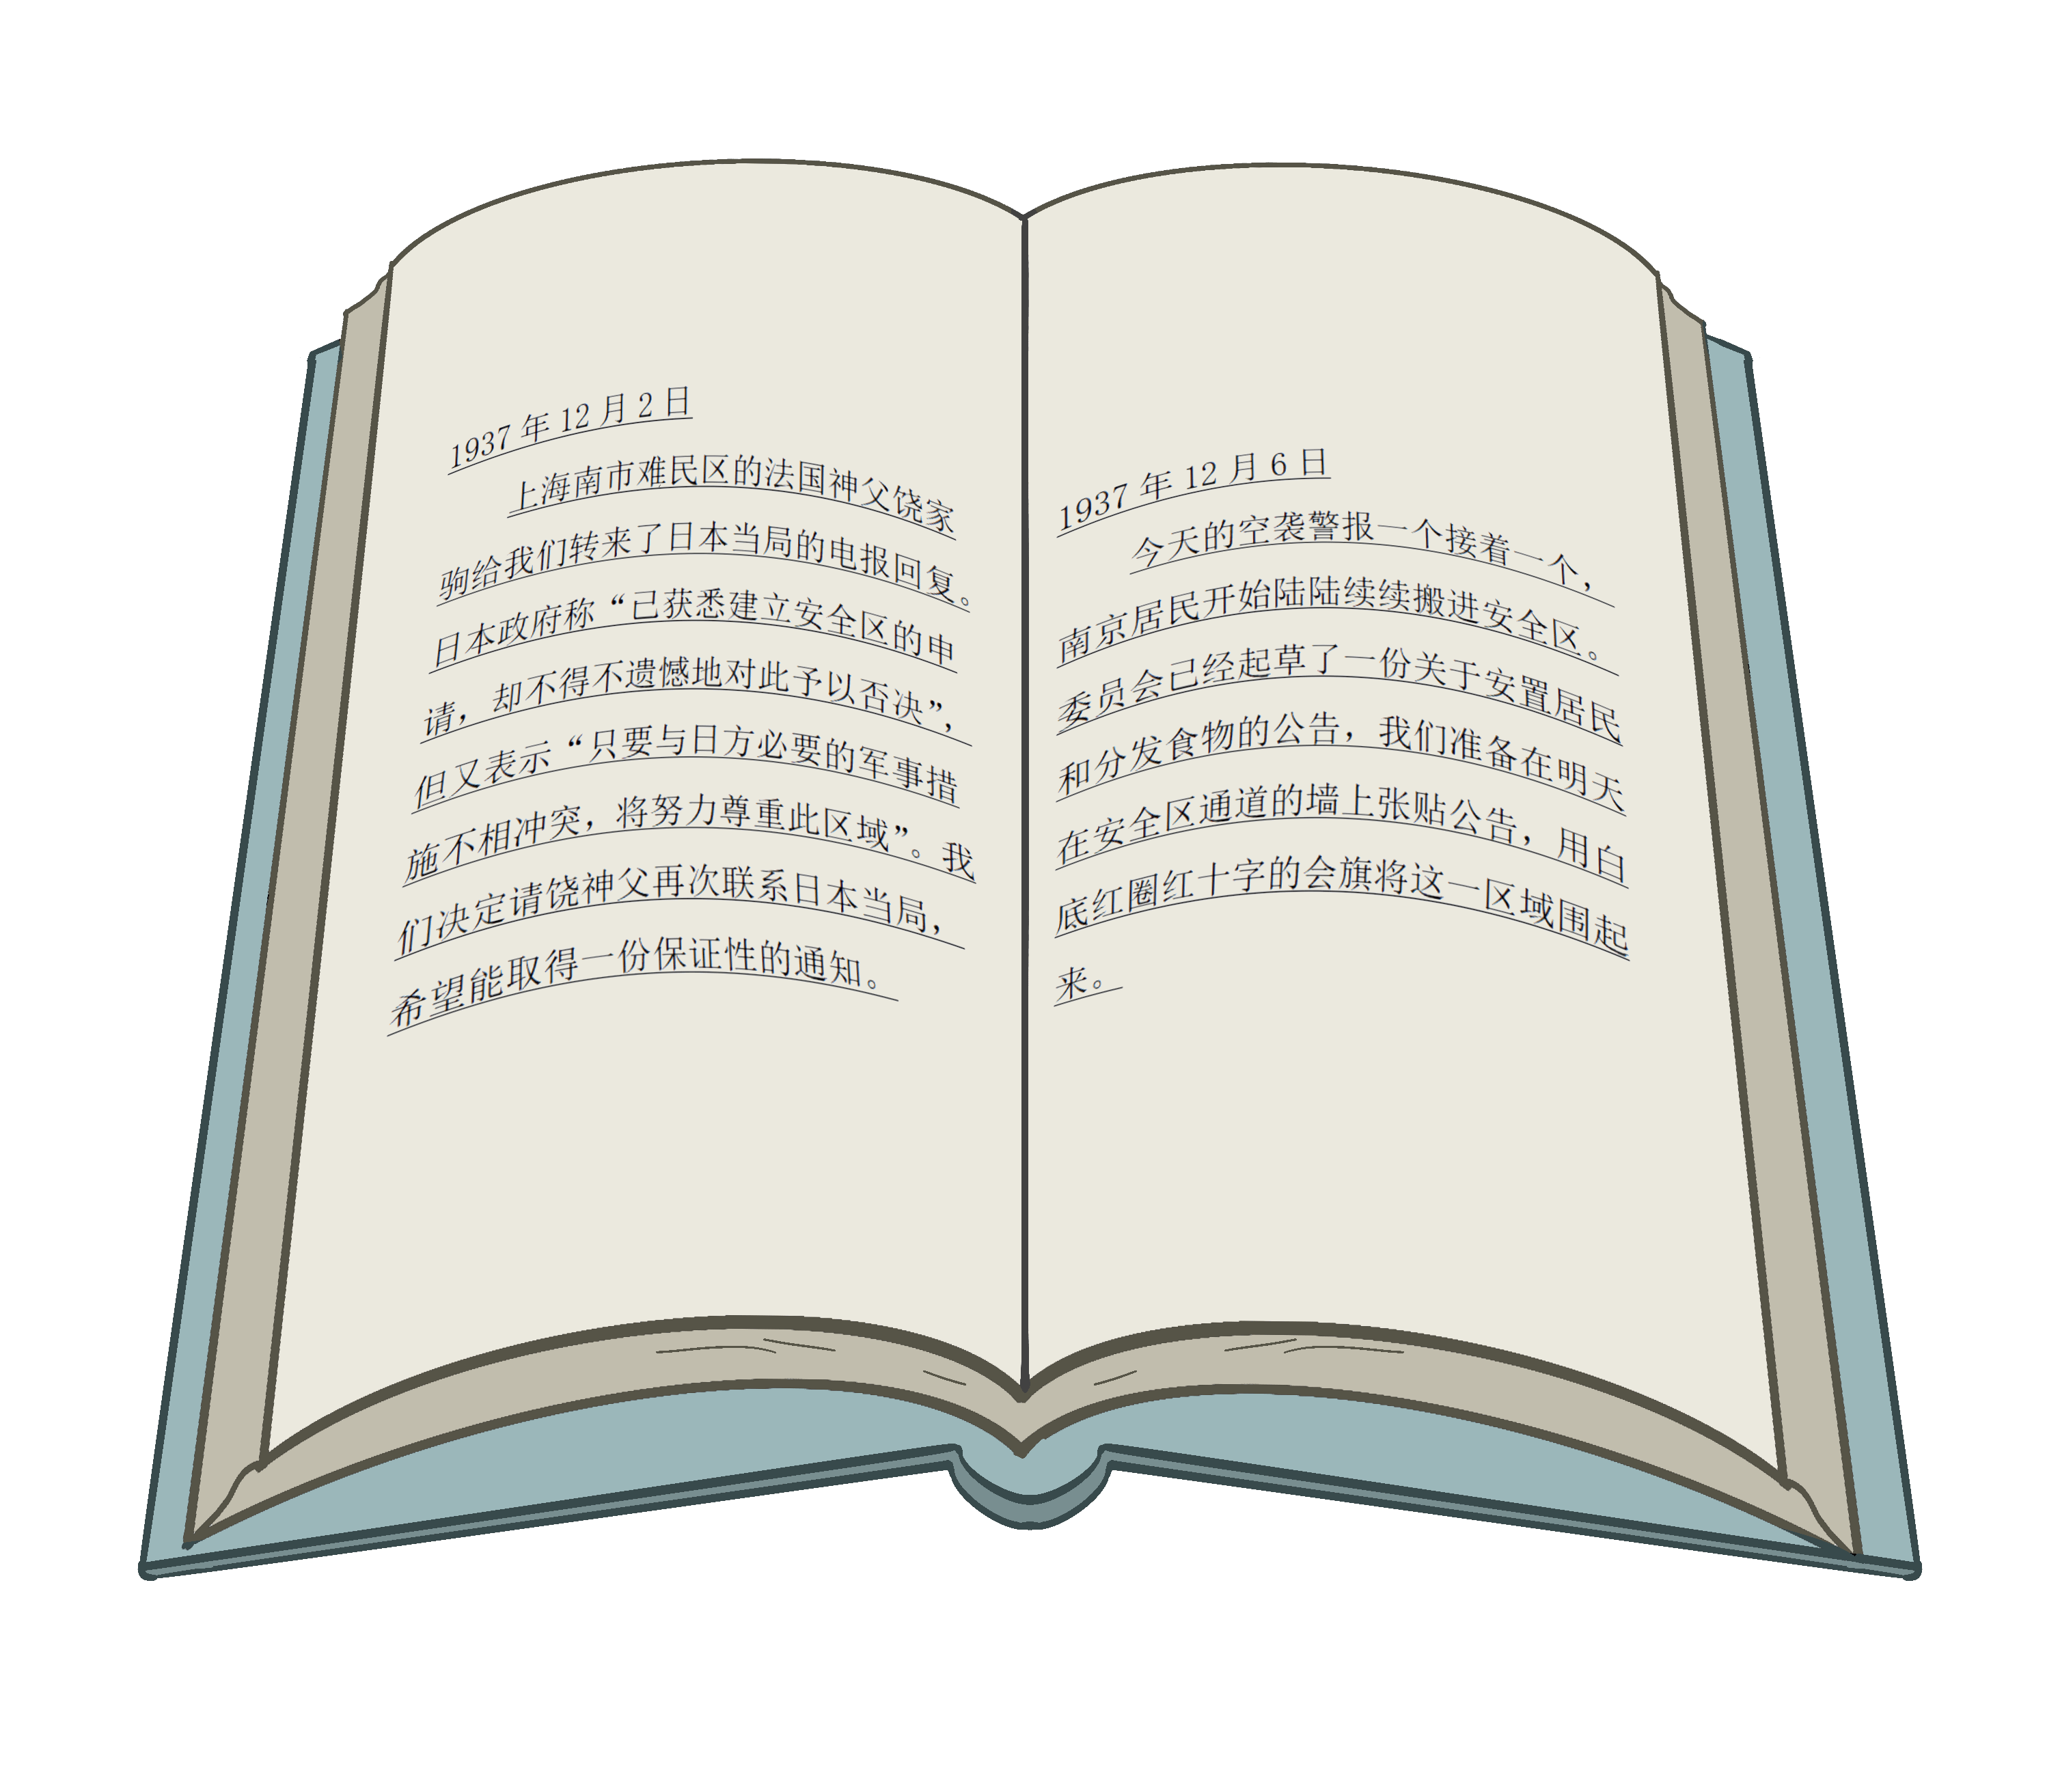 1937 年 12 月 2 日
上海南市难民区的法国神父饶家
驹给我们转来了日本当局的电报回复。
日本政府称“已获悉建立安全区的申
请，却不得不遗憾地对此予以否决”，
但又表示“只要与日方必要的军事措
施不相冲突，将努力尊重此区域”。我
们决定请饶神父再次联系日本当局，
希望能取得一份保证性的通知。
1937 年 12 月 6 日
今天的空袭警报一个接着一个，
南京居民开始陆陆续续搬进安全区。
委员会已经起草了一份关于安置居民
和分发食物的公告，我们准备在明天
在安全区通道的墙上张贴公告，用白
底红圈红十字的会旗将这一区域围起
来。